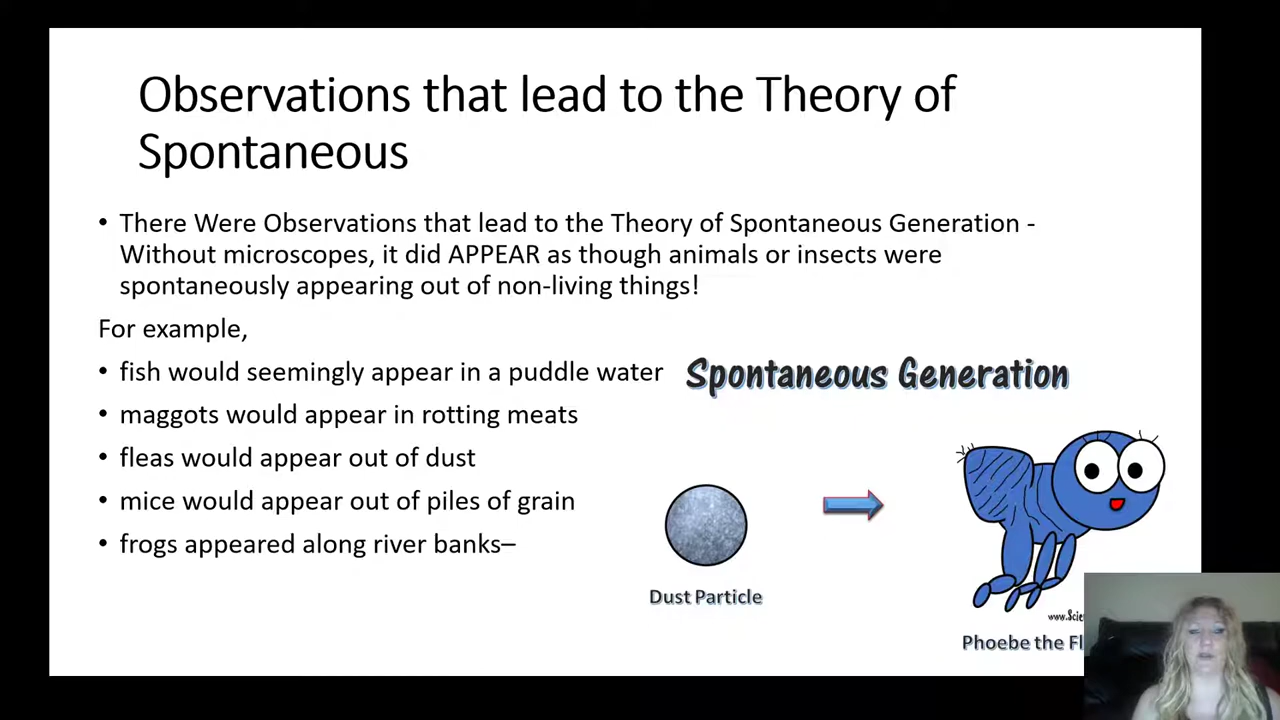 Observations that lead to the Theory of
Spontaneous
• There Were Observations that lead to the Theory of Spontaneous Generation -
Without microscopes, it did APPEAR as though animals or insects were
spontaneously appearing out of non-living things!
For example,
• fish would seemingly appear in a puddle water
• maggots would appear in rotting meats
• fleas would appear out of dust
• mice would appear out of piles of grain
• frogs appeared along river banks–
Spontaneous Generation
Dust Particle
Phoebe the